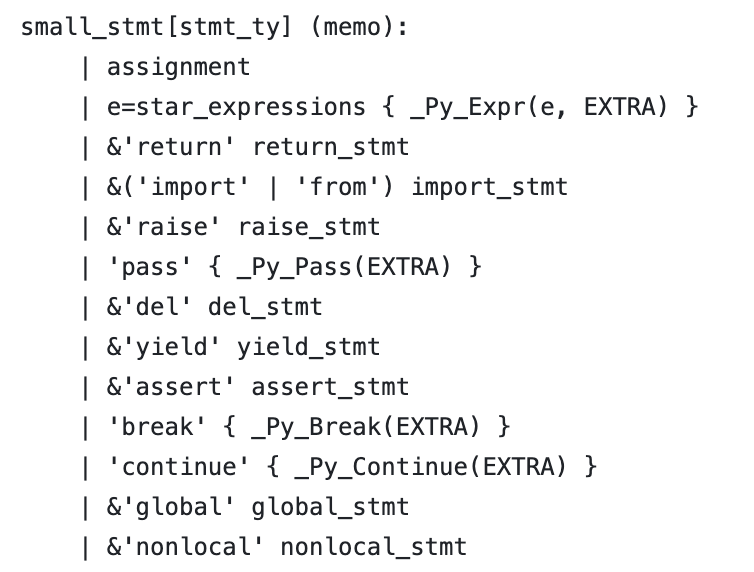 small_stmt[stmt_ty] (memo):
    | assignment
    | e=star_expressions { _Py_Expr(e, EXTRA) }
    | &'return' return_stmt
    | &('import' | 'from') import_stmt
    | &'raise' raise_stmt
    | 'pass' { _Py_Pass(EXTRA) }
    | &'del' del_stmt
    | &'yield' yield_stmt
    | &'assert' assert_stmt
    | 'break' { _Py_Break(EXTRA) }
    | 'continue' { _Py_Continue(EXTRA) }
    | &'global' global_stmt
    | &'nonlocal' nonlocal_stmt